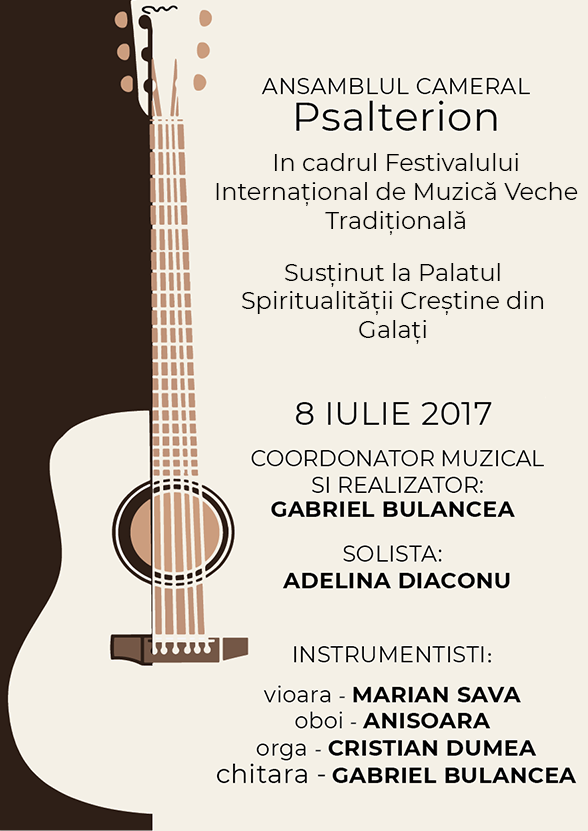 ANSAMBLUL CAMERAL
Psalterion
In cadrul Festivalului
Internațional de Muzică Veche
Tradițională
Susținut la Palatul
Spiritualității Creștine din
Galați
8 IULIE 2017
COORDONATOR MUZICAL
SI REALIZATOR:
GABRIEL BULANCEA
SOLISTA:
ADELINA DIACONU
INSTRUMENTISTI:
vioara - MARIAN SAVA
oboi - ANISOARA
orga - CRISTIAN DUMEA
chitara - GABRIEL BULANCEA